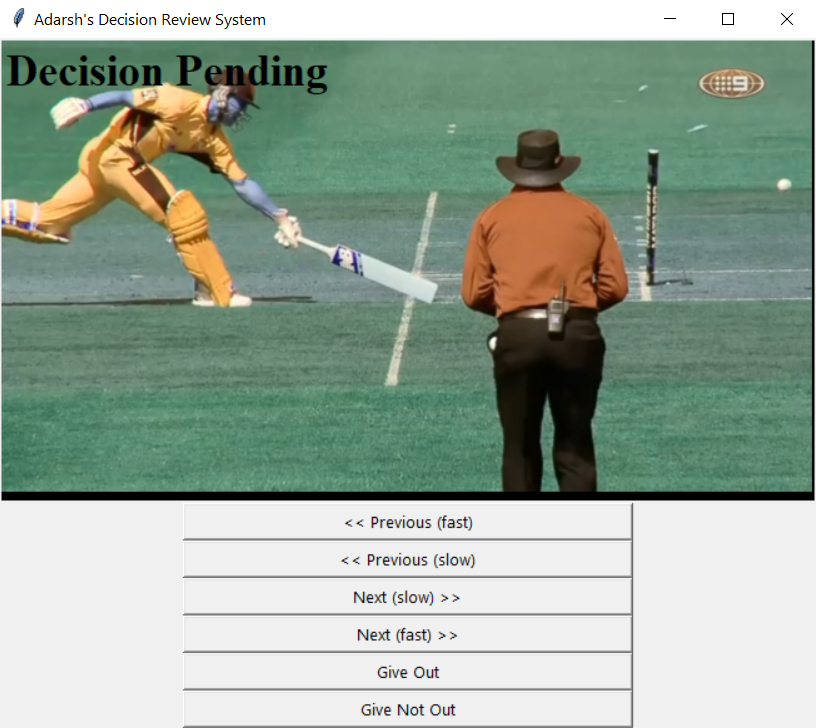 Adarsh's Decision Review System
Decision Pending
9
<< Previous (fast)
<< Previous (slow)
Next (slow) >>
Next (fast) >>
Give Out
Give Not Out